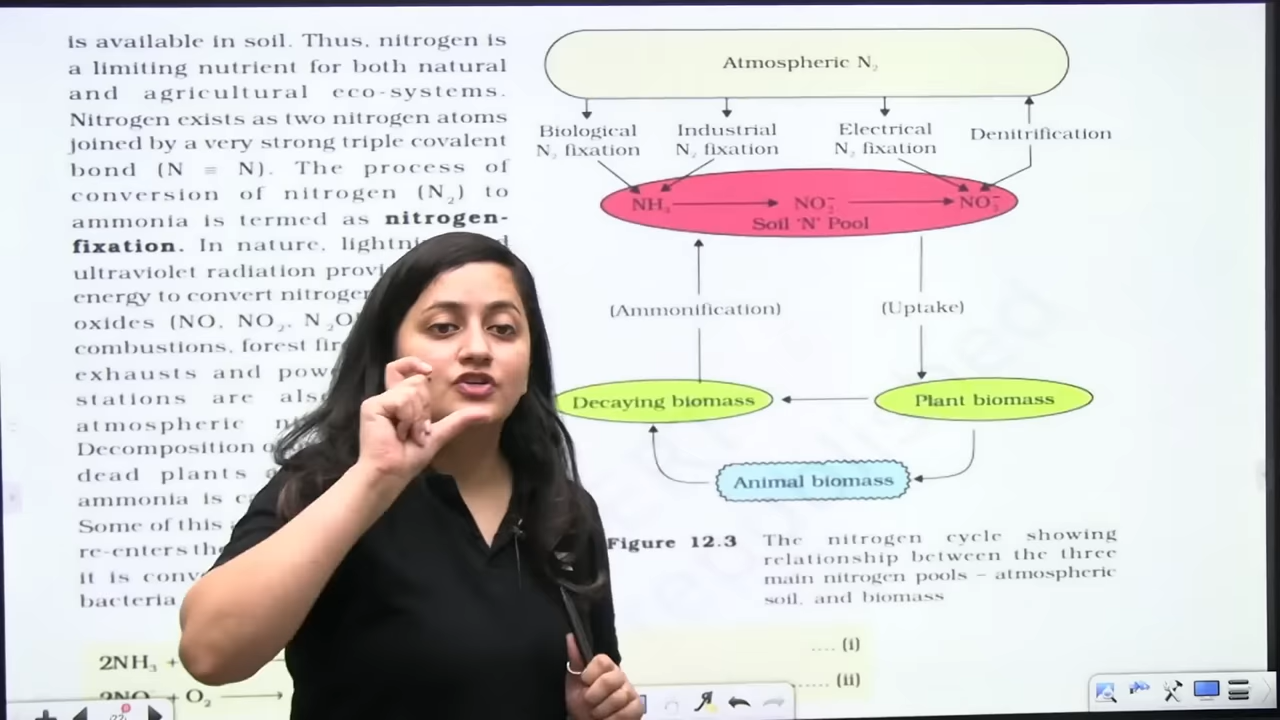 is available in soil. Thus, nitrogen is
a limiting nutrient for both natural
and agricultural eco-systems.
Nitrogen exists as two nitrogen atoms
joined by a very strong triple covalent
bond (N ≡ N). The process of
conversion of nitrogen (N₂) to
ammonia is termed as nitrogen-
fixation. In nature, lightni
ultraviolet radiation provi
energy to convert nitrogen
oxides (NO, NO₂, N₂O
combustions, forest fir
exhausts and pow
stations are also
atmospheric
Decomposition
dead plants
ammonia is
Some of this
re-enters the
it is conv
bacteria
2NH₃ +
+ O₂ ⟶
.... (i)
(ii)
Atmospheric N₂
Biological
N₂ fixation
Industrial
N₂ fixation
Electrical
N₂ fixation
Denitrification
NH₃
NO₂⁻
NO₃⁻
Soil 'N' Pool
(Ammonification)
(Uptake)
Decaying biomass
Plant biomass
Animal biomass
Figure 12.3 The nitrogen cycle showing
relationship between the three
main nitrogen pools – atmospheric
soil, and biomass